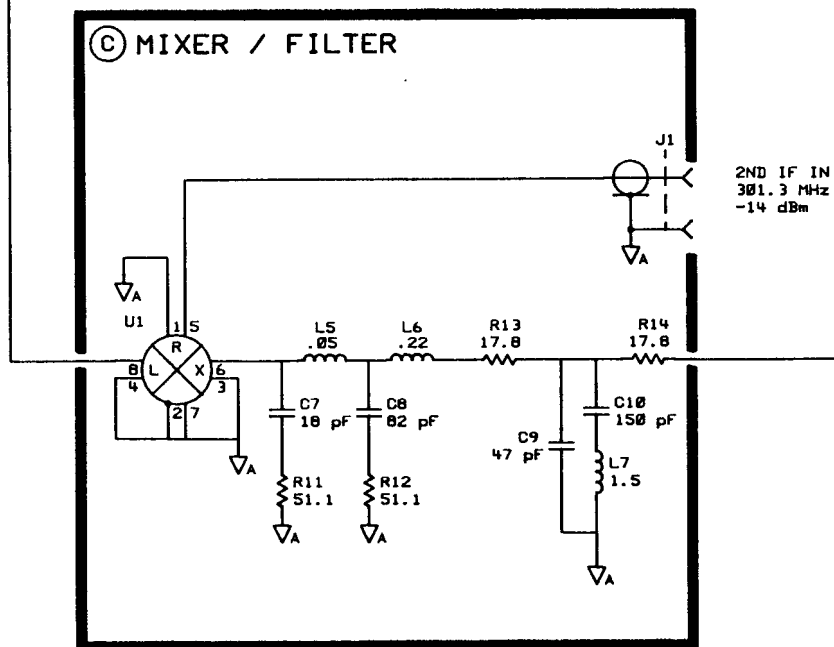 C MIXER / FILTER
J1
2ND IF IN
301.3 MHz
-14 dBm
A
A
U1
1 5
R
8 L X 6
4 3
2 7
A
L5
.05
L6
.22
R13
17.8
R14
17.8
C7
18 pF
C8
82 pF
C9
47 pF
C10
150 pF
L7
1.5
R11
51.1
R12
51.1
A
A
A